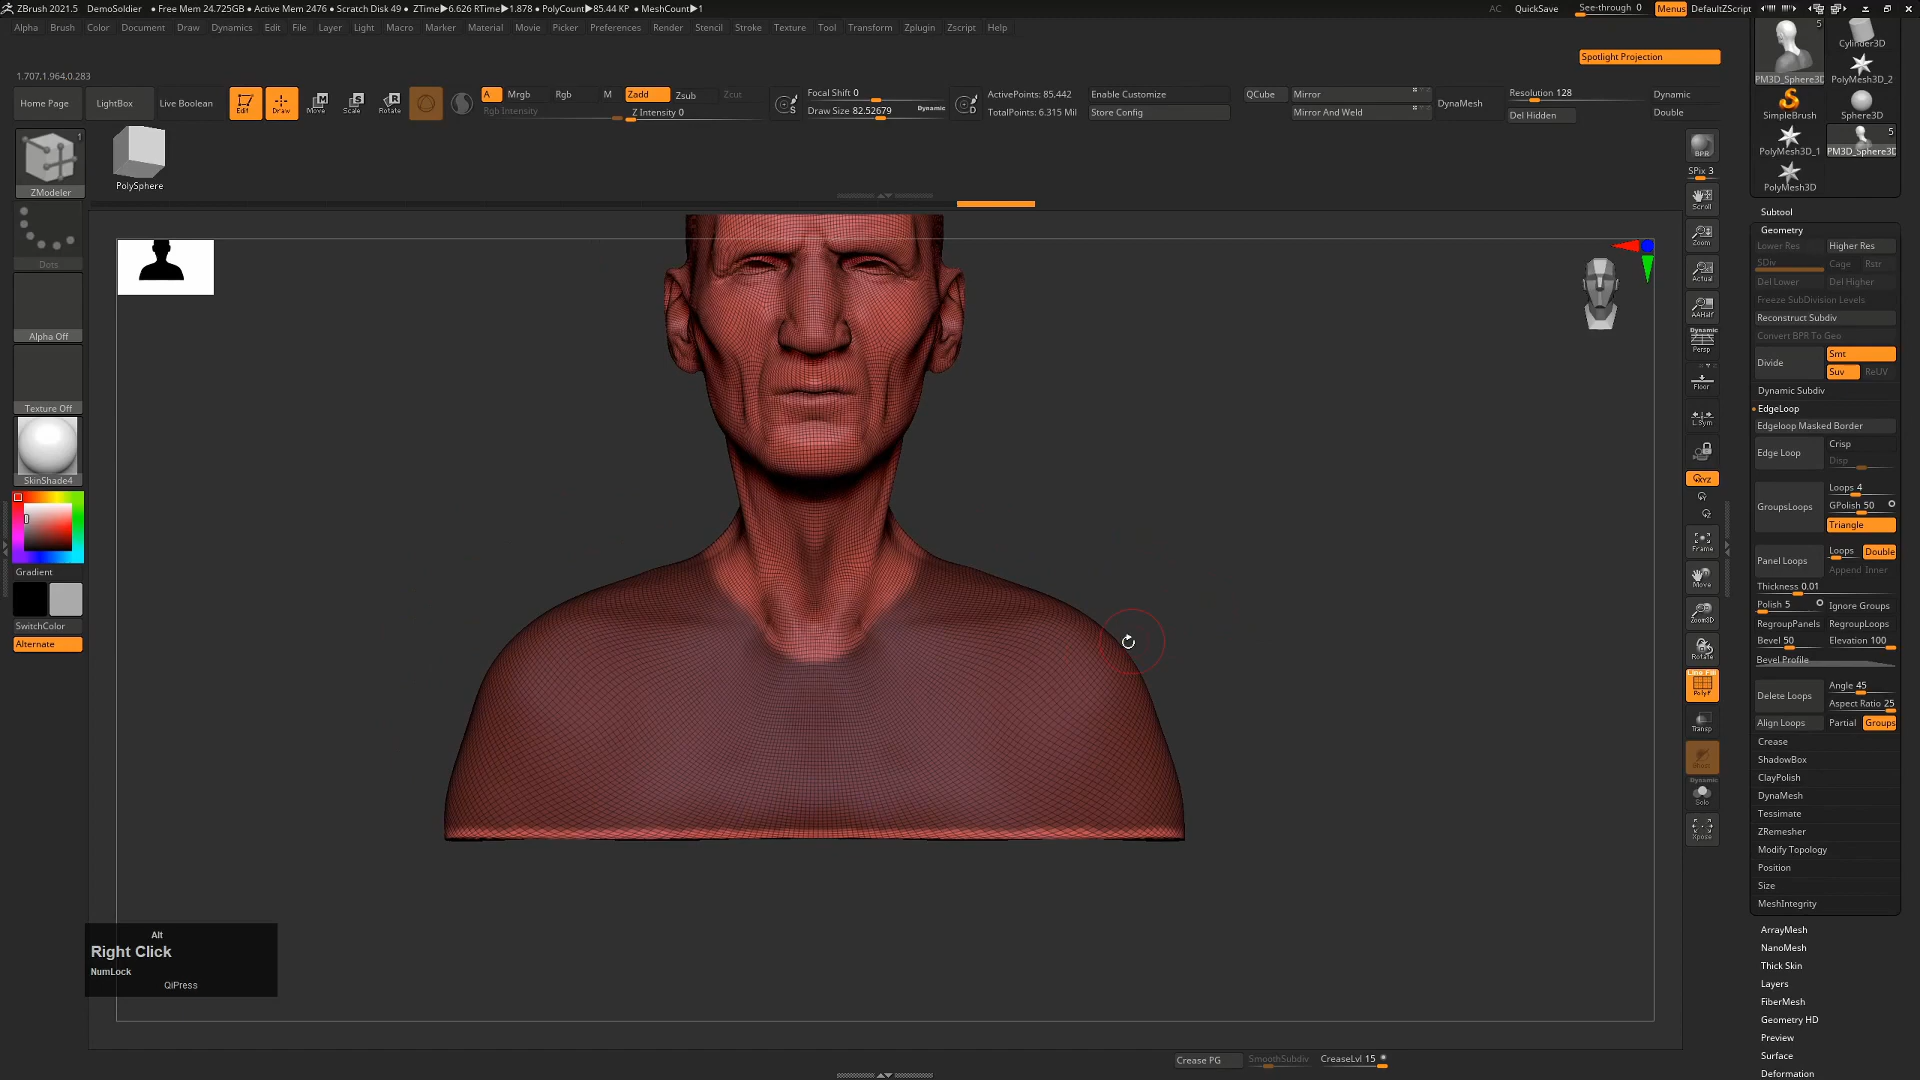 ZBrush 2021.5 DemoSoldier • Free Mem 24.725GB • Active Mem 2476 • Scratch Disk 49 • ZTime▶6.626 RTime▶1.878 • PolyCount▶85.44 KP • MeshCount▶1 AC QuickSave See-through 0 Menus DefaultZScript
Alpha Brush Color Document Draw Dynamics Edit File Layer Light Macro Marker Material Movie Picker Preferences Render Stencil Stroke Texture Tool Transform Zplugin Zscript Help
Spotlight Projection
1.707,1.964,0.283
Home Page LightBox Live Boolean Edit Draw Move Scale Rotate
A Mrgb Rgb M Zadd Zsub Zcut
Rgb Intensity Z Intensity 0
Focal Shift 0
Draw Size 82.52679 Dynamic
S D
ActivePoints: 85,442
TotalPoints: 6.315 Mil
Enable Customize
Store Config
QCube Mirror
Mirror And Weld
DynaMesh Resolution 128
Del Hidden
Dynamic
Double
1
ZModeler
PolySphere
Dots
Alpha Off
Texture Off
SkinShade4
Gradient
SwitchColor
Alternate
BPR
SPix 3
Scroll
Zoom
Actual
AAHalf
Dynamic
Persp
Floor
L.Sym
XYZ
Frame
Move
Zoom3D
Rotate
Line Fill
PolyF
Transp
Ghost
Dynamic
Solo
Xpose
5
PM3D_Sphere3D
Cylinder3D
PolyMesh3D_2
SimpleBrush
Sphere3D
5
PolyMesh3D_1
PM3D_Sphere3D
PolyMesh3D
Subtool
Geometry
Lower Res Higher Res
SDiv Cage Rstr
Del Lower Del Higher
Freeze SubDivision Levels
Reconstruct Subdiv
Convert BPR To Geo
Divide Smt
Suv ReUV
Dynamic Subdiv
EdgeLoop
Edgeloop Masked Border
Edge Loop Crisp
Disp
GroupsLoops Loops 4
GPolish 50
Triangle
Panel Loops Loops Double
Append Inner
Thickness 0.01
Polish 5 Ignore Groups
RegroupPanels RegroupLoops
Bevel 50 Elevation 100
Bevel Profile
Delete Loops Angle 45
Aspect Ratio 25
Align Loops Partial Groups
Crease
ShadowBox
ClayPolish
DynaMesh
Tessimate
ZRemesher
Modify Topology
Position
Size
MeshIntegrity
ArrayMesh
NanoMesh
Thick Skin
Layers
FiberMesh
Geometry HD
Preview
Surface
Deformation
Alt
Right Click
NumLock
QiPress
Crease PG SmoothSubdiv CreaseLvl 15